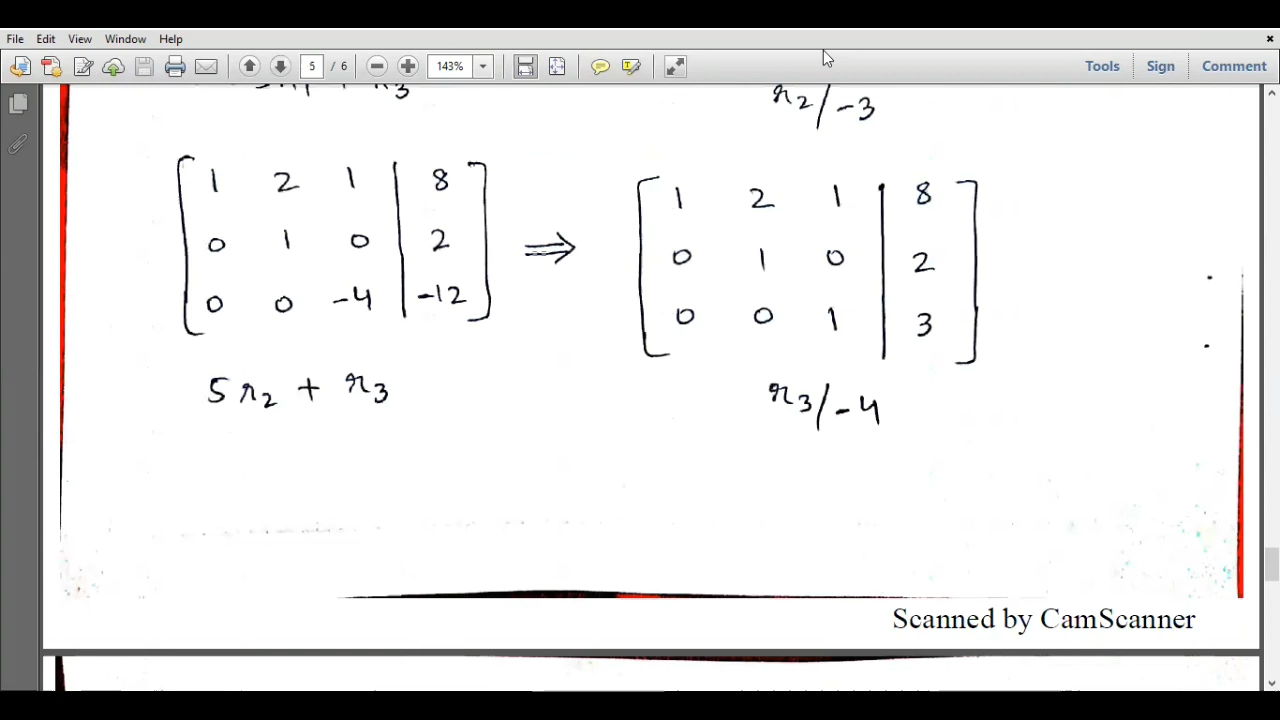 File Edit View Window Help
5 / 6 143% Tools Sign Comment
r2/-3
1 2 1 | 8
0 1 0 | 2
0 0 -4 | -12
5r2 + r3
⇒
1 2 1 | 8
0 1 0 | 2
0 0 1 | 3
r3/-4
Scanned by CamScanner